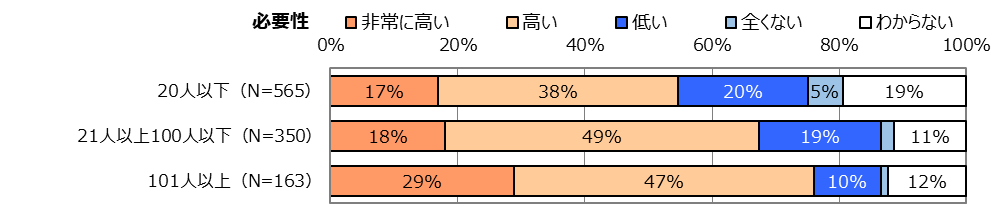 必要性 非常に高い 高い 低い 全くない わからない
0% 20% 40% 60% 80% 100%
20人以下（N=565） 17% 38% 20% 5% 19%
21人以上100人以下（N=350） 18% 49% 19% 11%
101人以上（N=163） 29% 47% 10% 12%